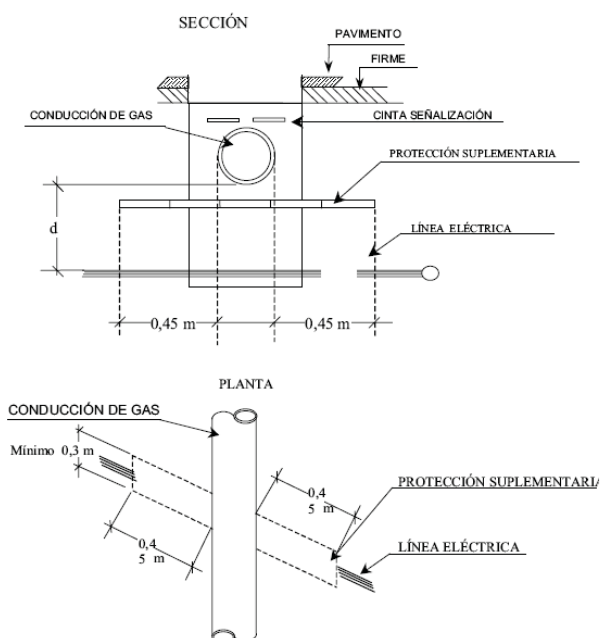 SECCIÓN
PAVIMENTO
FIRME
CONDUCCIÓN DE GAS
CINTA SEÑALIZACIÓN
PROTECCIÓN SUPLEMENTARIA
d
LÍNEA ELÉCTRICA
0,45 m
0,45 m
PLANTA
CONDUCCIÓN DE GAS
Mínimo 0,3 m
0,4
5 m
PROTECCIÓN SUPLEMENTARIA
0,4
5 m
LÍNEA ELÉCTRICA